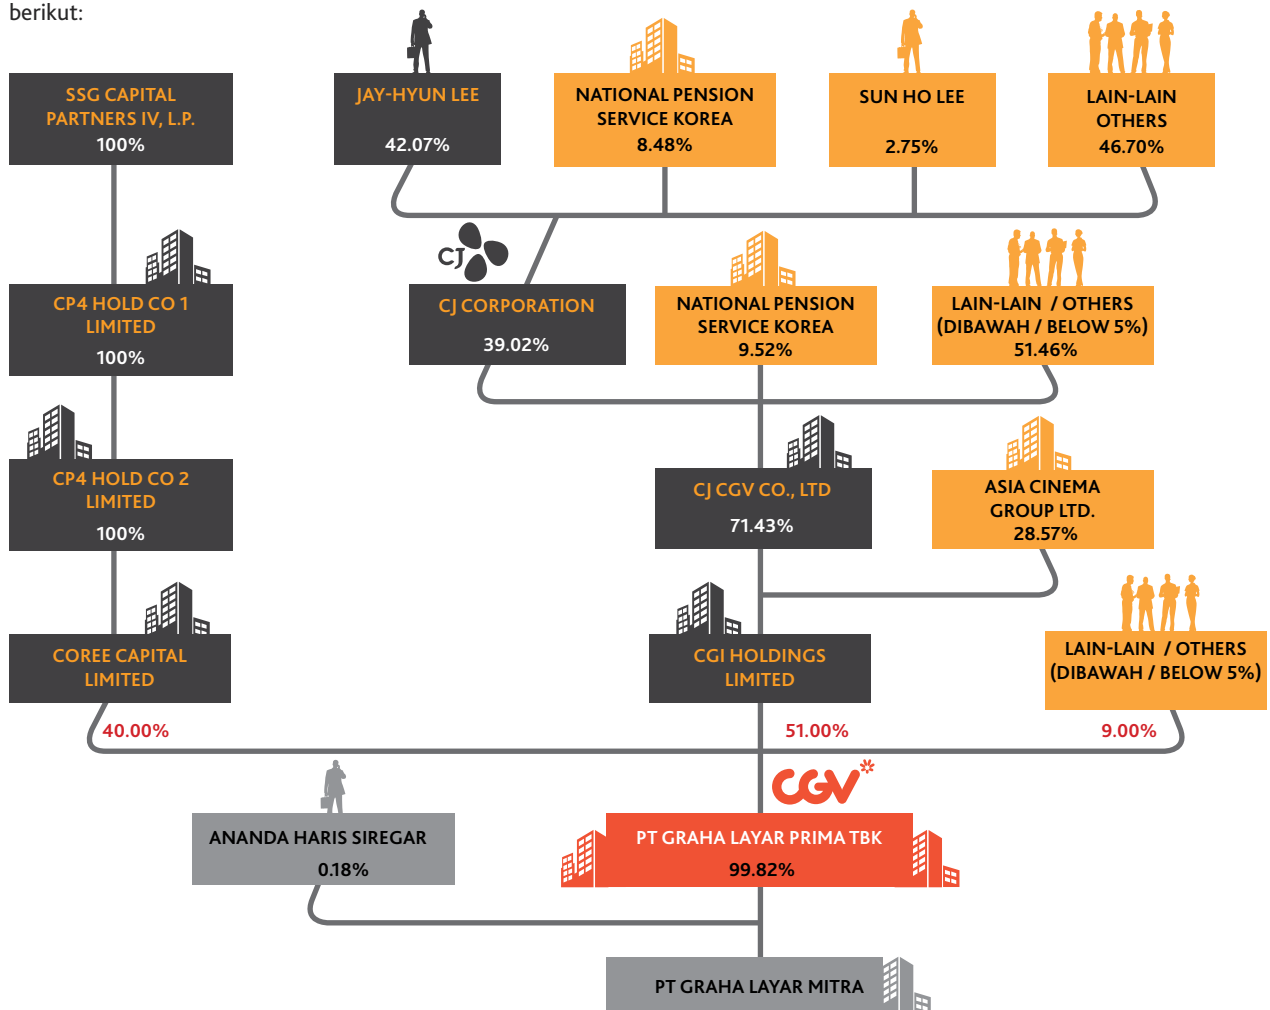 berikut:
SSG CAPITAL
PARTNERS IV, L.P.
100%
JAY-HYUN LEE
42.07%
NATIONAL PENSION
SERVICE KOREA
8.48%
SUN HO LEE
2.75%
LAIN-LAIN
OTHERS
46.70%
CP4 HOLD CO 1
LIMITED
100%
CJ
CJ CORPORATION
39.02%
NATIONAL PENSION
SERVICE KOREA
9.52%
LAIN-LAIN / OTHERS
(DIBAWAH / BELOW 5%)
51.46%
CP4 HOLD CO 2
LIMITED
100%
CJ CGV CO., LTD
71.43%
ASIA CINEMA
GROUP LTD.
28.57%
COREE CAPITAL
LIMITED
CGI HOLDINGS
LIMITED
LAIN-LAIN / OTHERS
(DIBAWAH / BELOW 5%)
40.00%
51.00%
9.00%
CGV
ANANDA HARIS SIREGAR
0.18%
PT GRAHA LAYAR PRIMA TBK
99.82%
PT GRAHA LAYAR MITRA